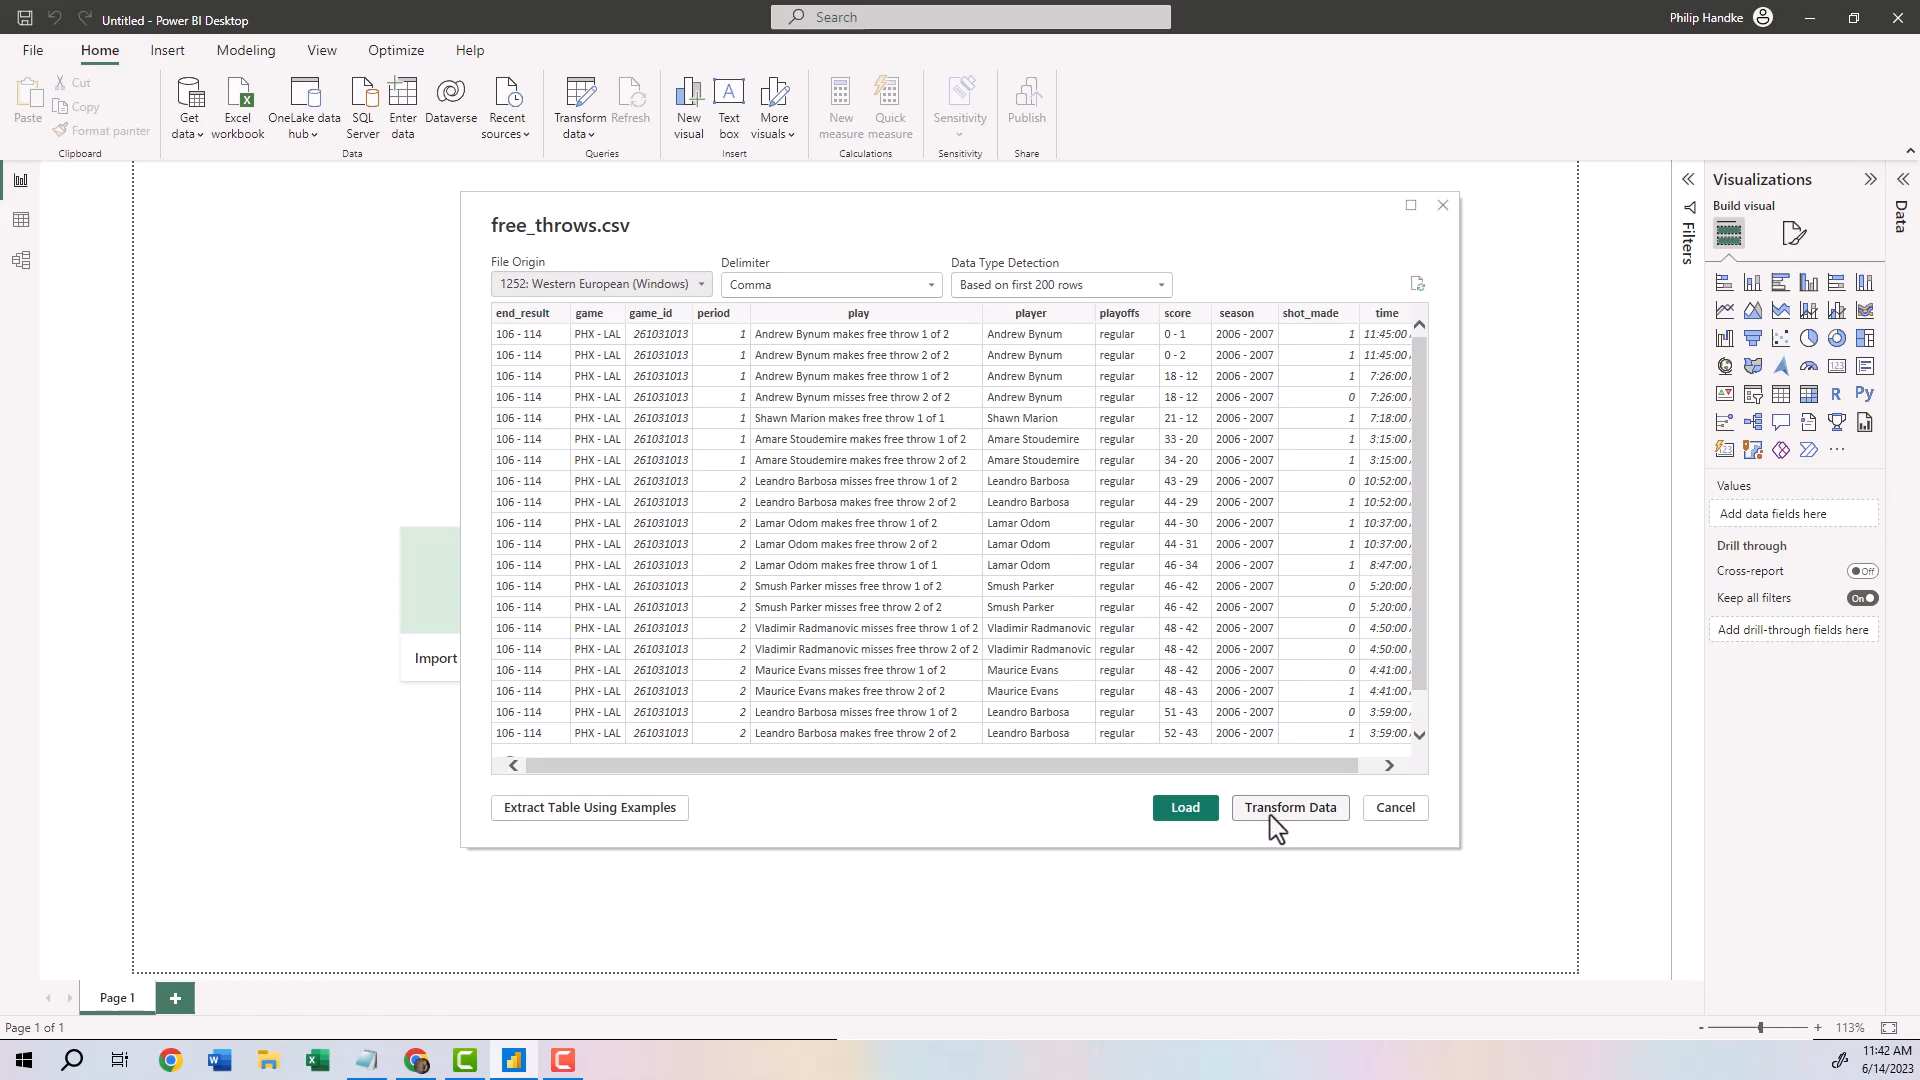 Untitled - Power BI Desktop
Search
Philip Handke
File Home Insert Modeling View Optimize Help
Paste
Cut
Copy
Format painter
Clipboard
Get data
Excel workbook
OneLake data hub
SQL Server
Enter data
Dataverse
Recent sources
Data
Transform data
Refresh
Queries
New visual
Text box
More visuals
Insert
New measure
Quick measure
Calculations
Sensitivity
Sensitivity
Publish
Share
free_throws.csv
File Origin
1252: Western European (Windows)
Delimiter
Comma
Data Type Detection
Based on first 200 rows
end_result game game_id period play player playoffs score season shot_made time
106 - 114 PHX - LAL 261031013 1 Andrew Bynum makes free throw 1 of 2 Andrew Bynum regular 0 - 1 2006 - 2007 1 11:45:00
106 - 114 PHX - LAL 261031013 1 Andrew Bynum makes free throw 2 of 2 Andrew Bynum regular 0 - 2 2006 - 2007 1 11:45:00
106 - 114 PHX - LAL 261031013 1 Andrew Bynum makes free throw 1 of 2 Andrew Bynum regular 18 - 12 2006 - 2007 1 7:26:00
106 - 114 PHX - LAL 261031013 1 Andrew Bynum misses free throw 2 of 2 Andrew Bynum regular 18 - 12 2006 - 2007 0 7:26:00
106 - 114 PHX - LAL 261031013 1 Shawn Marion makes free throw 1 of 1 Shawn Marion regular 21 - 12 2006 - 2007 1 7:18:00
106 - 114 PHX - LAL 261031013 1 Amare Stoudemire makes free throw 1 of 2 Amare Stoudemire regular 33 - 20 2006 - 2007 1 3:15:00
106 - 114 PHX - LAL 261031013 1 Amare Stoudemire makes free throw 2 of 2 Amare Stoudemire regular 34 - 20 2006 - 2007 1 3:15:00
106 - 114 PHX - LAL 261031013 2 Leandro Barbosa misses free throw 1 of 2 Leandro Barbosa regular 43 - 29 2006 - 2007 0 10:52:00
106 - 114 PHX - LAL 261031013 2 Leandro Barbosa makes free throw 2 of 2 Leandro Barbosa regular 44 - 29 2006 - 2007 1 10:52:00
106 - 114 PHX - LAL 261031013 2 Lamar Odom makes free throw 1 of 2 Lamar Odom regular 44 - 30 2006 - 2007 1 10:37:00
106 - 114 PHX - LAL 261031013 2 Lamar Odom makes free throw 2 of 2 Lamar Odom regular 44 - 31 2006 - 2007 1 10:37:00
106 - 114 PHX - LAL 261031013 2 Lamar Odom makes free throw 1 of 1 Lamar Odom regular 46 - 34 2006 - 2007 1 8:47:00
106 - 114 PHX - LAL 261031013 2 Smush Parker misses free throw 1 of 2 Smush Parker regular 46 - 42 2006 - 2007 0 5:20:00
106 - 114 PHX - LAL 261031013 2 Smush Parker misses free throw 2 of 2 Smush Parker regular 46 - 42 2006 - 2007 0 5:20:00
106 - 114 PHX - LAL 261031013 2 Vladimir Radmanovic misses free throw 1 of 2 Vladimir Radmanovic regular 48 - 42 2006 - 2007 0 4:50:00
106 - 114 PHX - LAL 261031013 2 Vladimir Radmanovic misses free throw 2 of 2 Vladimir Radmanovic regular 48 - 42 2006 - 2007 0 4:50:00
106 - 114 PHX - LAL 261031013 2 Maurice Evans misses free throw 1 of 2 Maurice Evans regular 48 - 42 2006 - 2007 0 4:41:00
106 - 114 PHX - LAL 261031013 2 Maurice Evans makes free throw 2 of 2 Maurice Evans regular 48 - 43 2006 - 2007 1 4:41:00
106 - 114 PHX - LAL 261031013 2 Leandro Barbosa misses free throw 1 of 2 Leandro Barbosa regular 51 - 43 2006 - 2007 0 3:59:00
106 - 114 PHX - LAL 261031013 2 Leandro Barbosa makes free throw 2 of 2 Leandro Barbosa regular 52 - 43 2006 - 2007 1 3:59:00
Extract Table Using Examples
Load
Transform Data
Cancel
Import
Filters
Visualizations
Build visual
123
R
Py
Values
Add data fields here
Drill through
Cross-report
Off
Keep all filters
On
Add drill-through fields here
Data
Page 1
Page 1 of 1
- + 113%
11:42 AM
6/14/2023